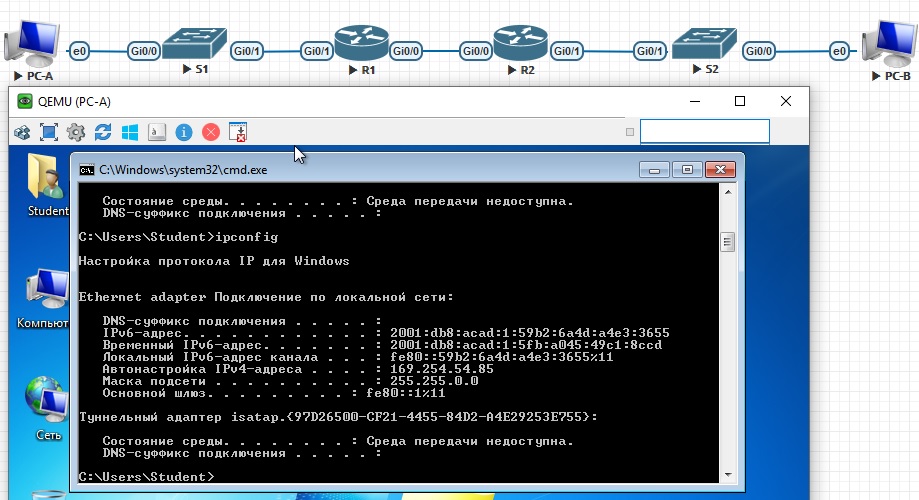 e0 Gi0/0 Gi0/1 Gi0/1 Gi0/0 Gi0/0 Gi0/1 Gi0/1 Gi0/0 e0
PC-A S1 R1 R2 S2 PC-B
QEMU (PC-A)
C:\Windows\system32\cmd.exe
Student
Компьют
Сеть
Состояние среды. . . . . . . . : Среда передачи недоступна.
DNS-суффикс подключения . . . . . :
C:\Users\Student>ipconfig
Настройка протокола IP для Windows
Ethernet adapter Подключение по локальной сети:
DNS-суффикс подключения . . . . . :
IPv6-адрес. . . . . . . . . . . . : 2001:db8:acad:1:59b2:6a4d:a4e3:3655
Временный IPv6-адрес. . . . . . . : 2001:db8:acad:1:5fb:a045:49c1:8ccd
Локальный IPv6-адрес канала . . . : fe80::59b2:6a4d:a4e3:3655%11
Автонастройка IPv4-адреса . . . . : 169.254.54.85
Маска подсети . . . . . . . . . . : 255.255.0.0
Основной шлюз. . . . . . . . . : fe80::1%11
Туннельный адаптер isatap.{97D26500-CF21-4455-84D2-A4E29253E755}:
Состояние среды. . . . . . . . : Среда передачи недоступна.
DNS-суффикс подключения . . . . . :
C:\Users\Student>